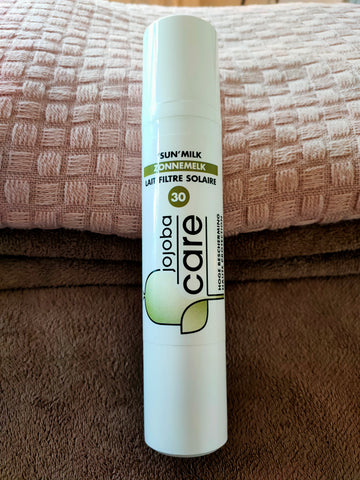 'SUN' MILK
ZONNEMELK
LAIT FILTRE SOLAIRE
30
jojoba
care
HOGE BESCHERMING